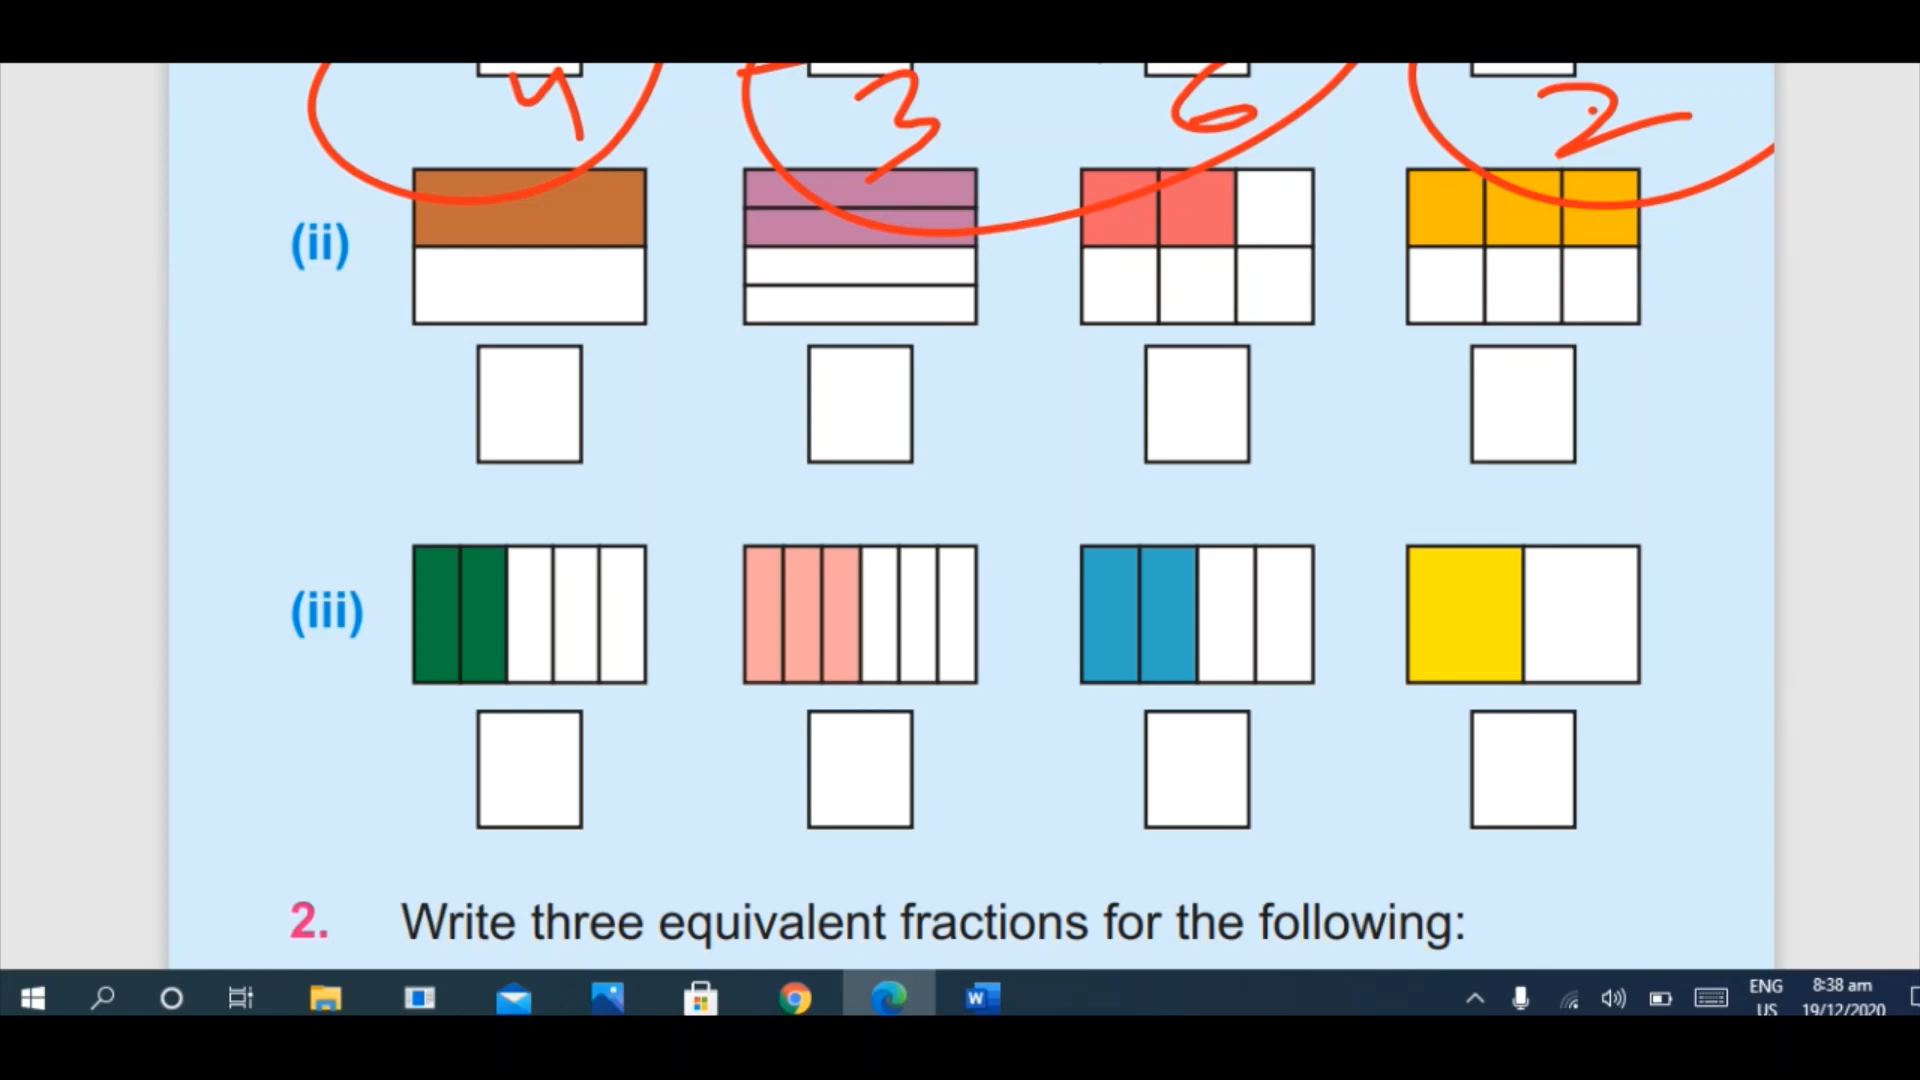 4 3 6 2
(ii)
(iii)
2. Write three equivalent fractions for the following:
ENG
US
8:38 am
19/12/2020